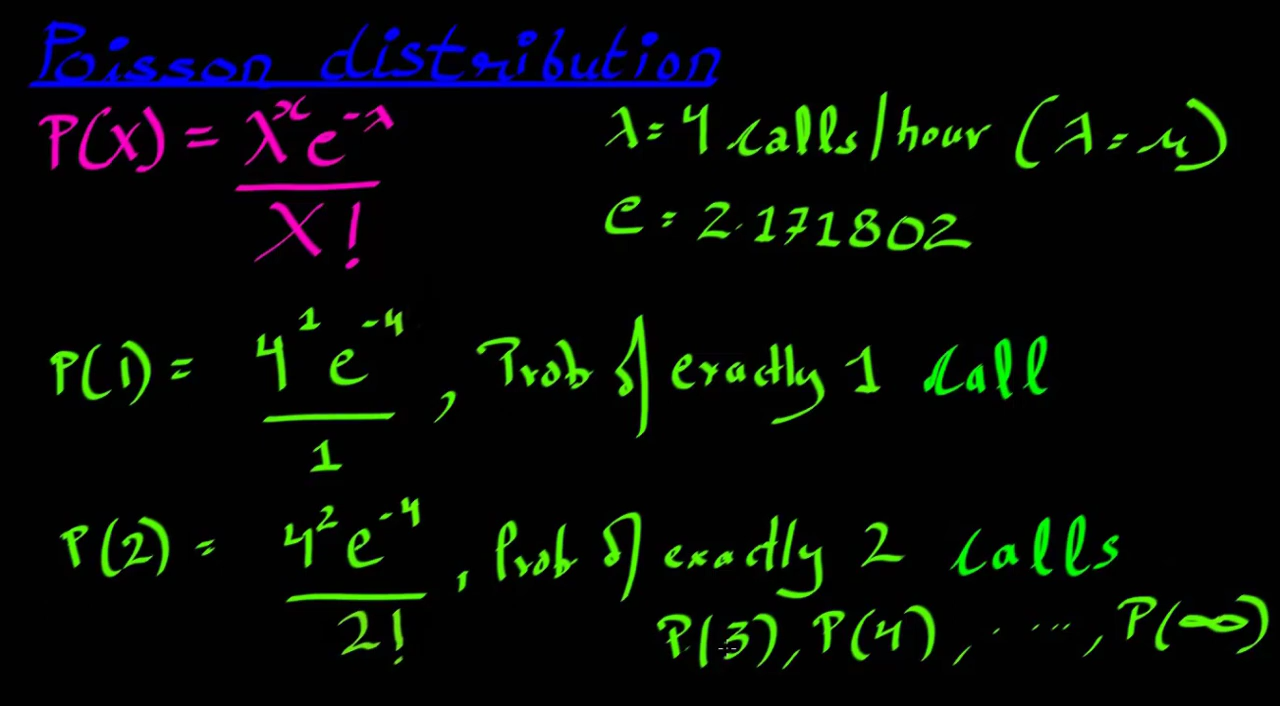 Poisson distribution
P(X) = λ^x e^-λ / X!
λ = 4 calls/hour (λ = μ)
e = 2.171802
P(1) = 4^1 e^-4 / 1 , Prob of exactly 1 call
P(2) = 4^2 e^-4 / 2! , Prob of exactly 2 calls
P(3), P(4), ....., P(∞)